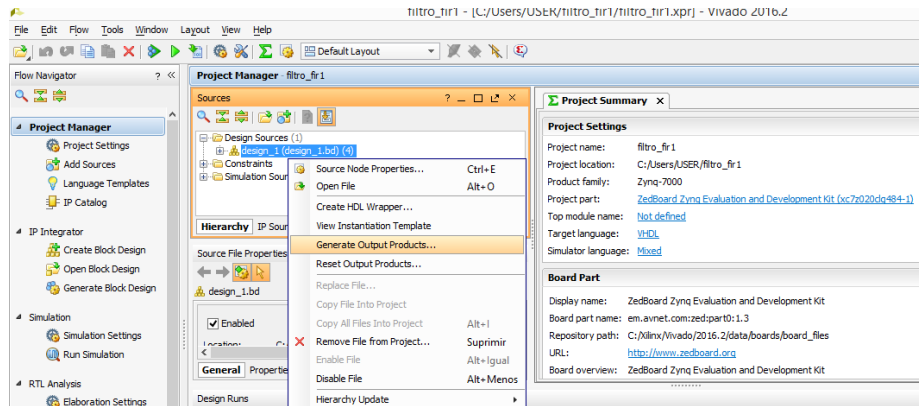 filtro_fir1 - [C:/Users/USER/filtro_fir1/filtro_fir1.xpr] - Vivado 2016.2
File Edit Flow Tools Window Layout View Help
Default Layout
Flow Navigator
Project Manager
Project Settings
Add Sources
Language Templates
IP Catalog
IP Integrator
Create Block Design
Open Block Design
Generate Block Design
Simulation
Simulation Settings
Run Simulation
RTL Analysis
Elaboration Settings
Project Manager - filtro_fir1
Sources
Design Sources (1)
design_1 (design_1.bd) (4)
Constraints
Simulation Sour
Hierarchy IP Sour
Source File Properties
design_1.bd
Enabled
Location: C:
General Propertie
Design Runs
Source Node Properties... Ctrl+E
Open File Alt+O
Create HDL Wrapper...
View Instantiation Template
Generate Output Products...
Reset Output Products...
Replace File...
Copy File Into Project
Copy All Files Into Project Alt+I
Remove File from Project... Suprimir
Enable File Alt+Igual
Disable File Alt+Menos
Hierarchy Update
Σ Project Summary
Project Settings
Project name: filtro_fir1
Project location: C:/Users/USER/filtro_fir1
Product family: Zynq-7000
Project part: ZedBoard Zynq Evaluation and Development Kit (xc7z020clg484-1)
Top module name: Not defined
Target language: VHDL
Simulator language: Mixed
Board Part
Display name: ZedBoard Zynq Evaluation and Development Kit
Board part name: em.avnet.com:zed:part0:1.3
Repository path: C:/Xilinx/Vivado/2016.2/data/boards/board_files
URL: http://www.zedboard.org
Board overview: ZedBoard Zynq Evaluation and Development Kit